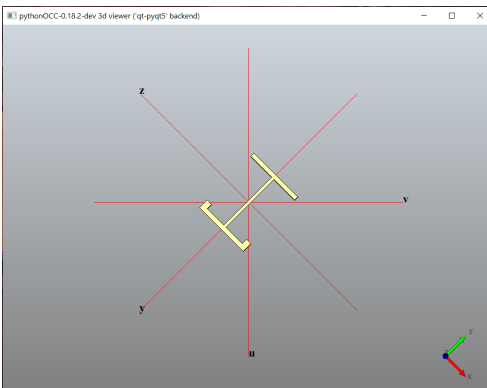 pythonOCC-0.18.2-dev 3d viewer ('qt-pyqt5' backend)
z
v
y
u
Y
X